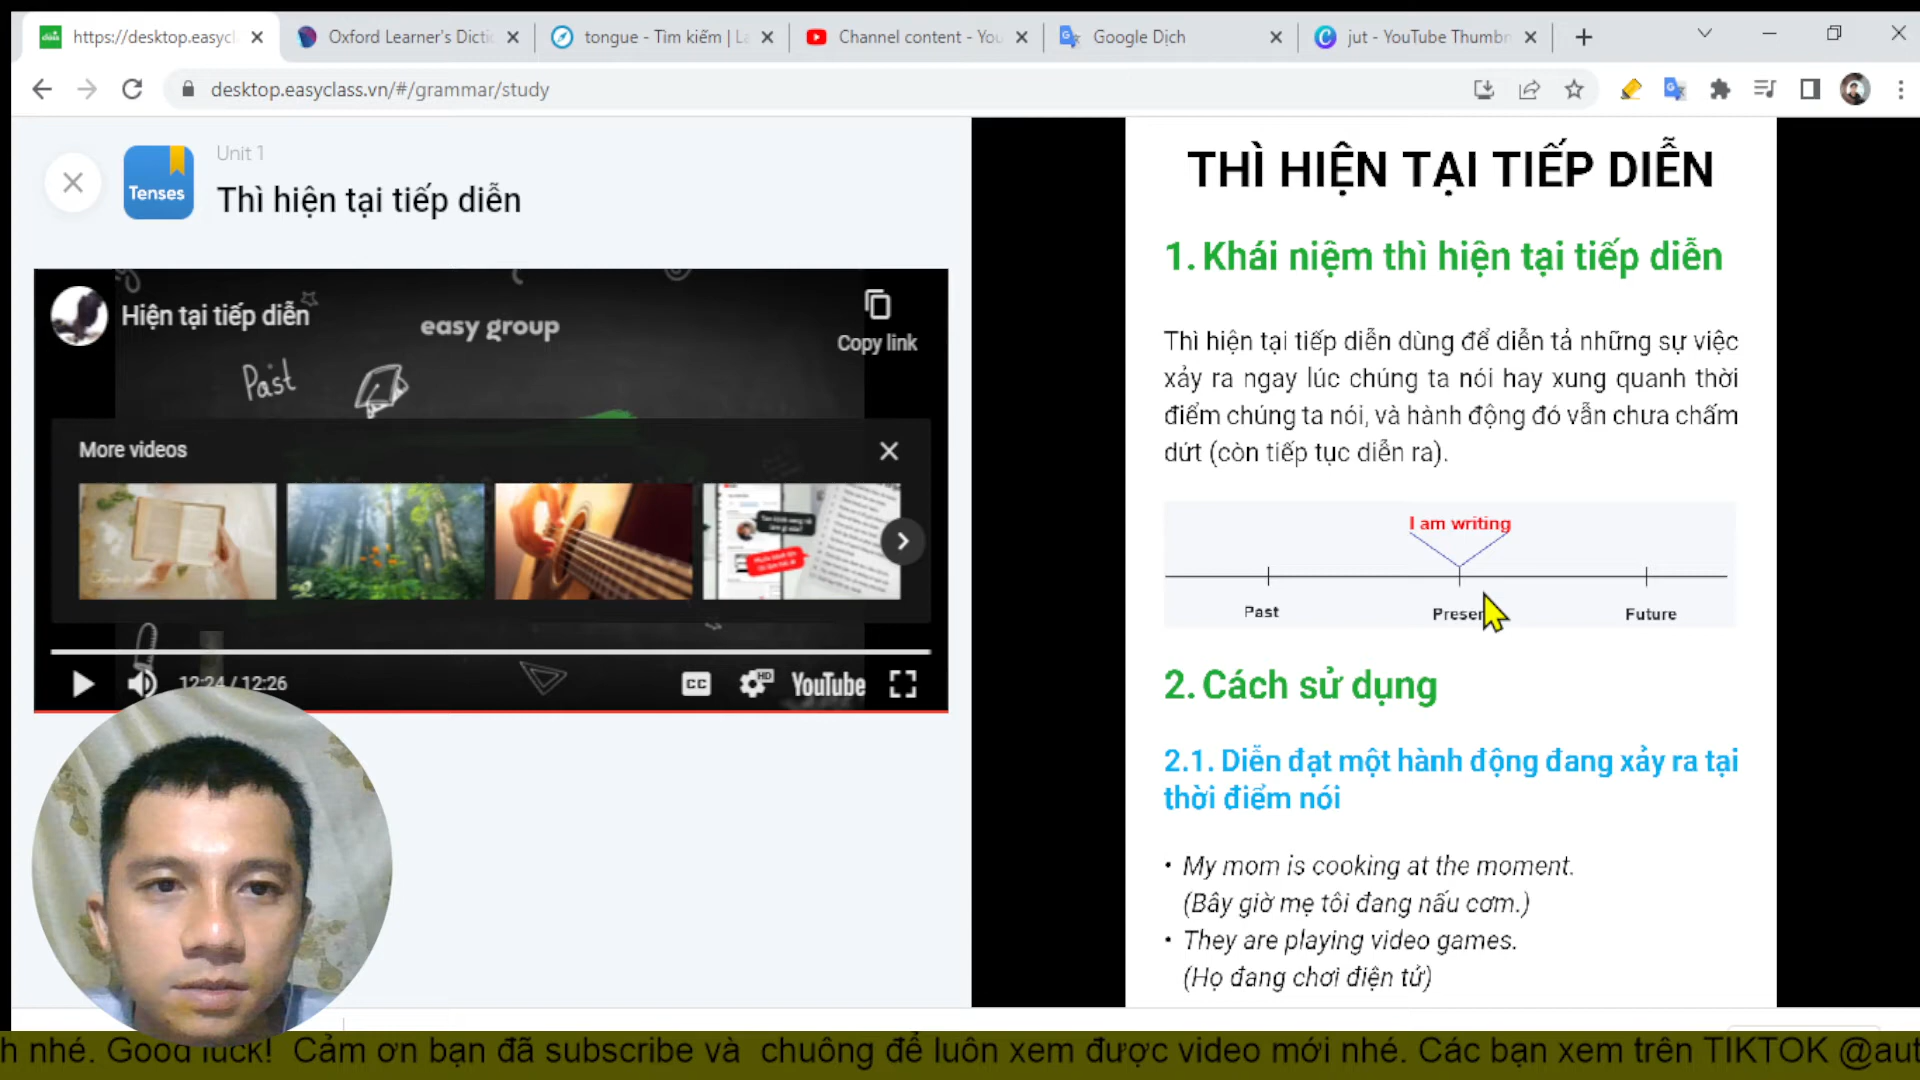 https://desktop.easycl
Oxford Learner's Dictio
tongue - Tìm kiếm | La
Channel content - You
Google Dịch
jut - YouTube Thumbn
desktop.easyclass.vn/#/grammar/study
Tenses
Unit 1
Thì hiện tại tiếp diễn
Hiện tại tiếp diễn
easy group
Copy link
Past
More videos
12:24 / 12:26
CC
HD
YouTube
THÌ HIỆN TẠI TIẾP DIỄN
1. Khái niệm thì hiện tại tiếp diễn
Thì hiện tại tiếp diễn dùng để diễn tả những sự việc
xảy ra ngay lúc chúng ta nói hay xung quanh thời
điểm chúng ta nói, và hành động đó vẫn chưa chấm
dứt (còn tiếp tục diễn ra).
I am writing
Past
Presen
Future
2. Cách sử dụng
2.1. Diễn đạt một hành động đang xảy ra tại
thời điểm nói
• My mom is cooking at the moment.
(Bây giờ mẹ tôi đang nấu cơm.)
• They are playing video games.
(Họ đang chơi điện tử)
h nhé. Good luck! Cảm ơn bạn đã subscribe và chuông để luôn xem được video mới nhé. Các bạn xem trên TIKTOK @aut